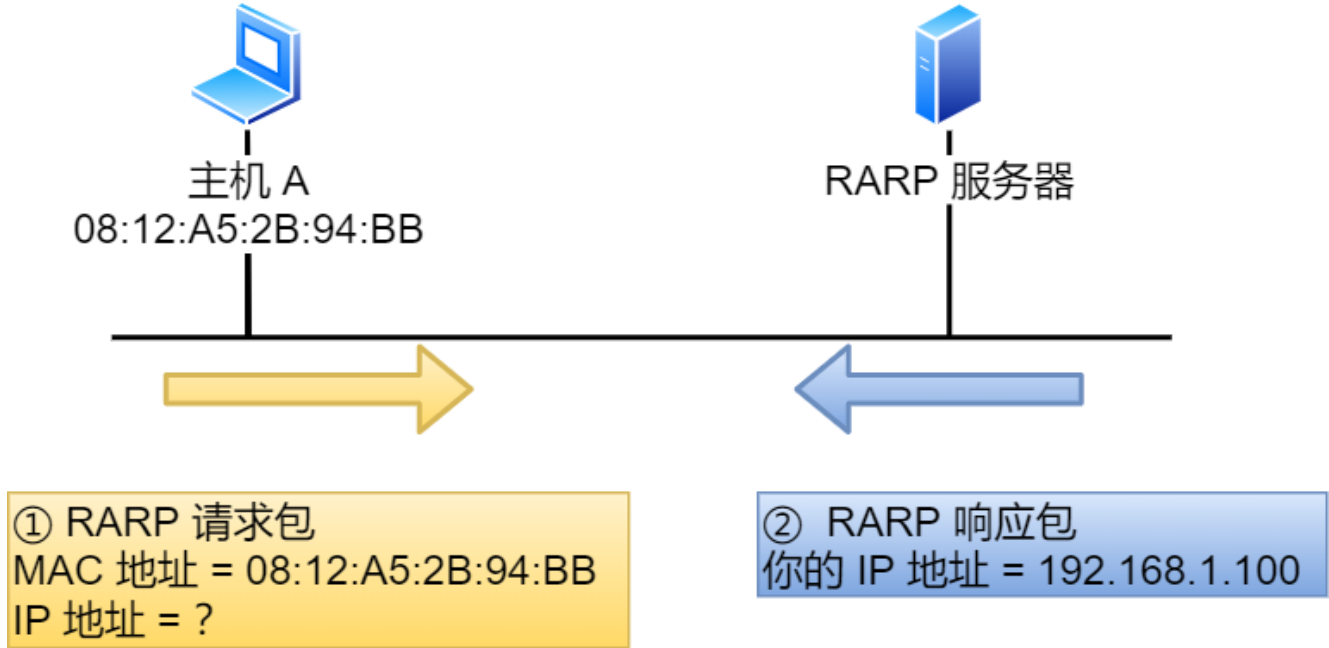 主机 A
08:12:A5:2B:94:BB
RARP 服务器
① RARP 请求包
MAC 地址 = 08:12:A5:2B:94:BB
IP 地址 = ?
② RARP 响应包
你的 IP 地址 = 192.168.1.100